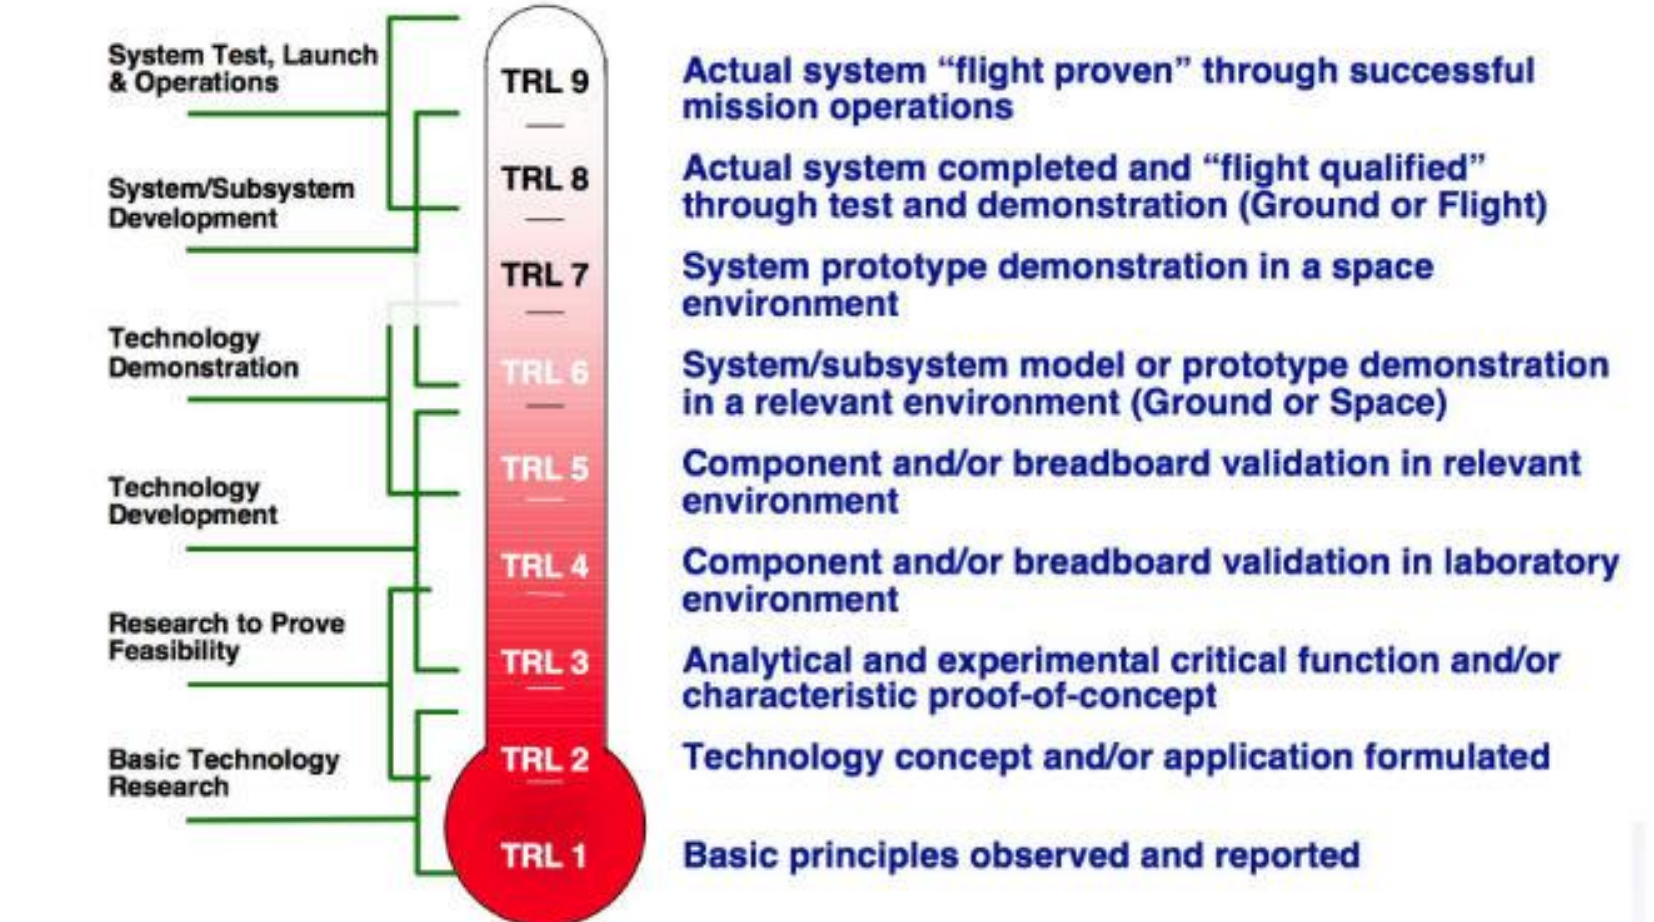 System Test, Launch
& Operations
System/Subsystem
Development
Technology
Demonstration
Technology
Development
Research to Prove
Feasibility
Basic Technology
Research
TRL 9
TRL 8
TRL 7
TRL 6
TRL 5
TRL 4
TRL 3
TRL 2
TRL 1
Actual system “flight proven” through successful
mission operations
Actual system completed and “flight qualified”
through test and demonstration (Ground or Flight)
System prototype demonstration in a space
environment
System/subsystem model or prototype demonstration
in a relevant environment (Ground or Space)
Component and/or breadboard validation in relevant
environment
Component and/or breadboard validation in laboratory
environment
Analytical and experimental critical function and/or
characteristic proof-of-concept
Technology concept and/or application formulated
Basic principles observed and reported